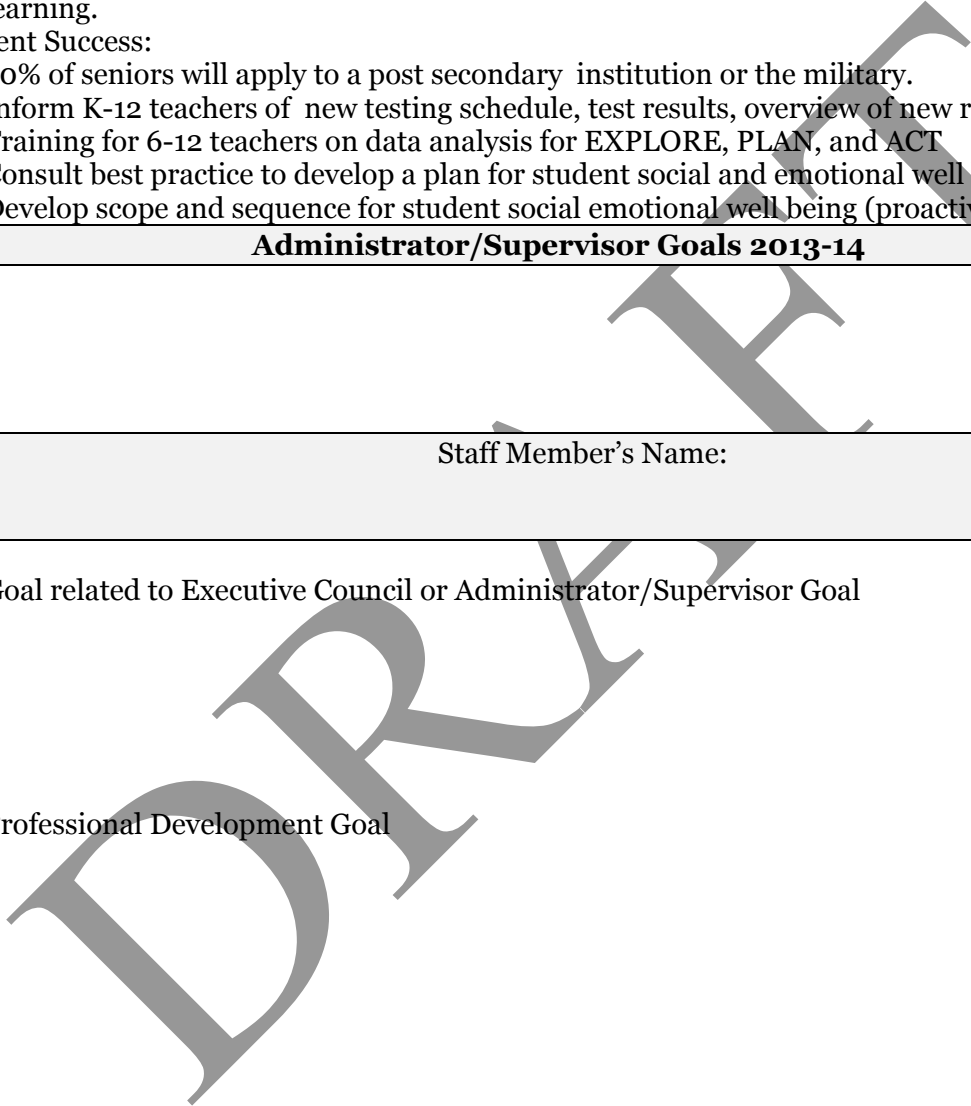 earning.
ent Success:
0% of seniors will apply to a post secondary institution or the military.
nform K-12 teachers of new testing schedule, test results, overview of new r
raining for 6-12 teachers on data analysis for EXPLORE, PLAN, and ACT
onsult best practice to develop a plan for student social and emotional well
Develop scope and sequence for student social emotional well being (proactiv
Administrator/Supervisor Goals 2013-14
Staff Member's Name:
Goal related to Executive Council or Administrator/Supervisor Goal
rofessional Development Goal
DRAFT